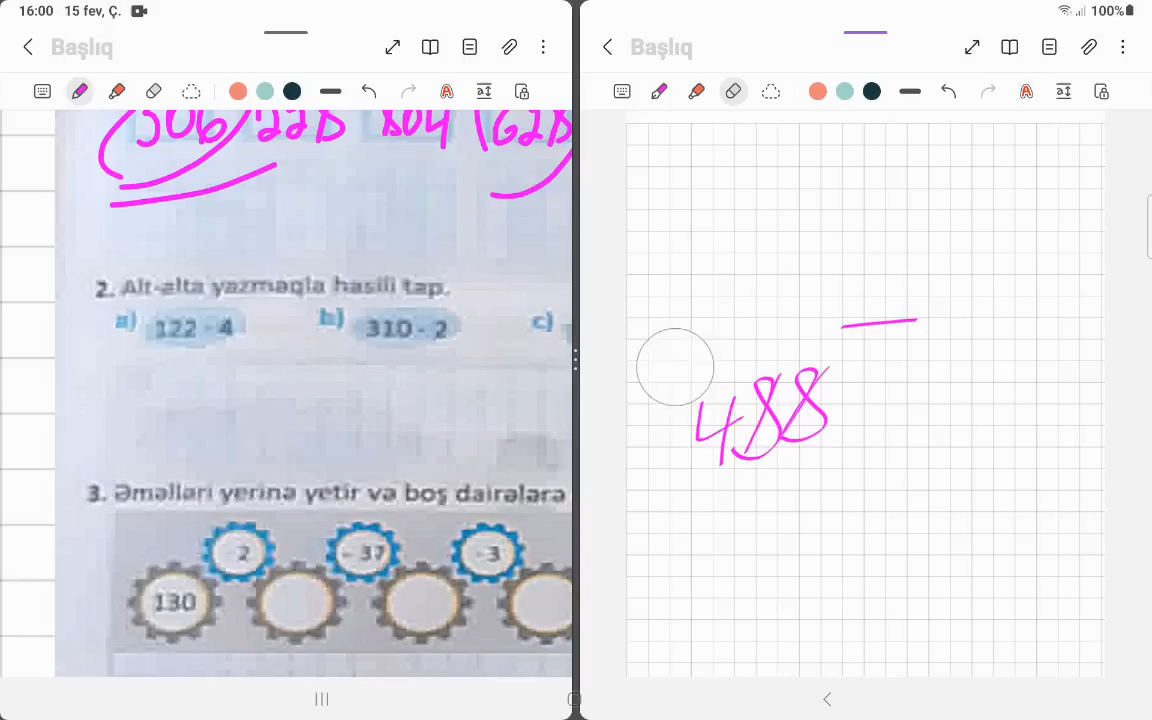 16:00 15 fev, Ç. 100%
Başlıq
Başlıq
306 228 804 1628
2. Alt-alta yazmaqla hasili tap.
a) 122 · 4 b) 310 · 2 c)
488
3. Əməlləri yerinə yetir və boş dairələrə
· 2 - 37 · 3
130